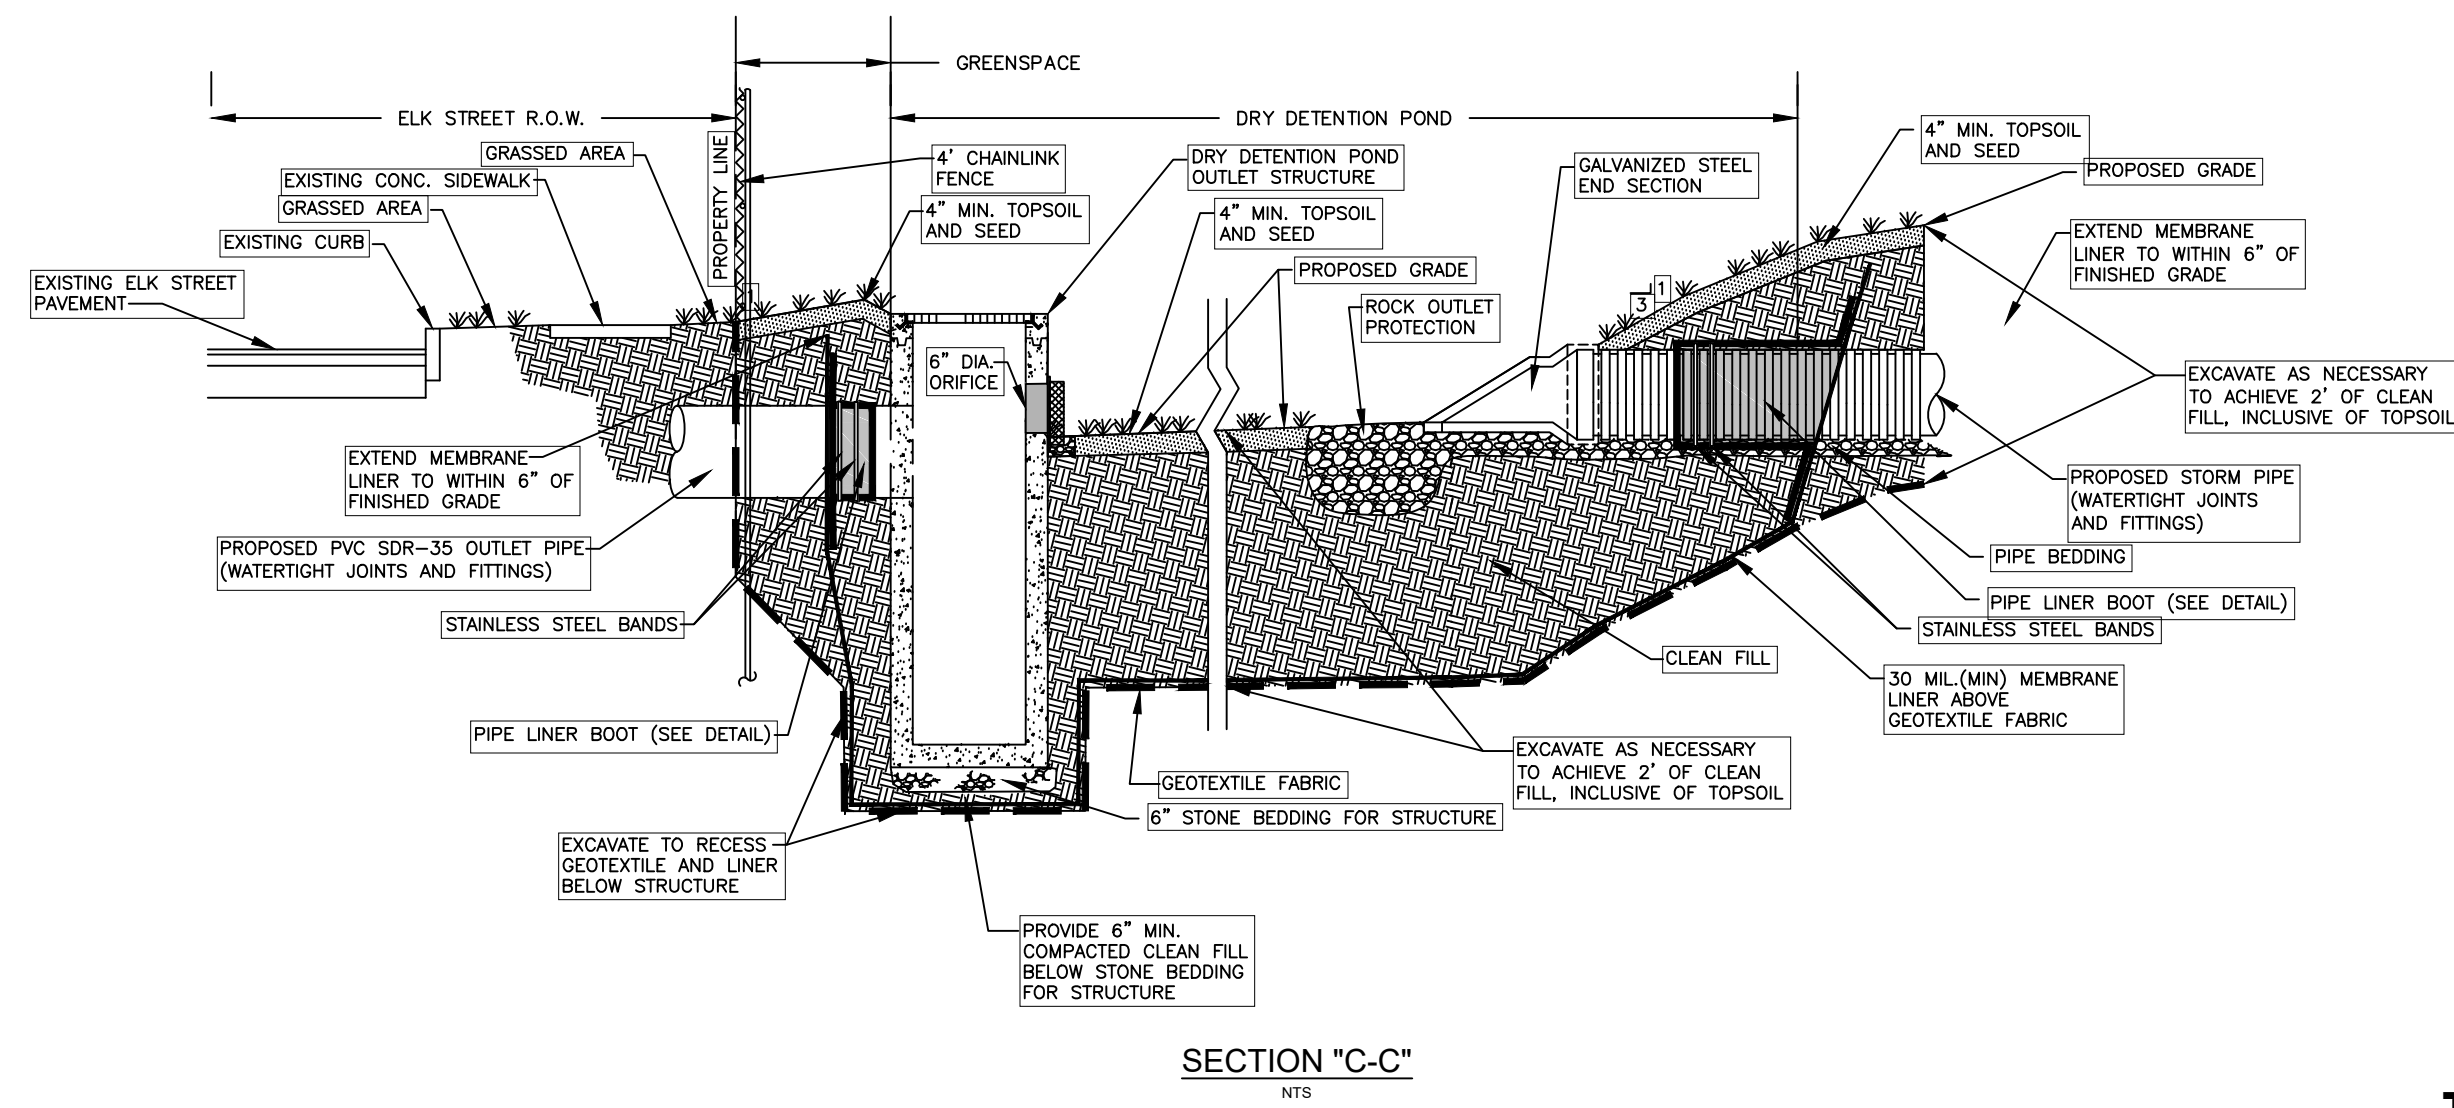 GREENSPACE
ELK STREET R.O.W.
DRY DETENTION POND
GRASSED AREA
EXISTING CONC. SIDEWALK
GRASSED AREA
EXISTING CURB
EXISTING ELK STREET
PAVEMENT
PROPERTY LINE
4' CHAINLINK
FENCE
4" MIN. TOPSOIL
AND SEED
DRY DETENTION POND
OUTLET STRUCTURE
4" MIN. TOPSOIL
AND SEED
PROPOSED GRADE
ROCK OUTLET
PROTECTION
GALVANIZED STEEL
END SECTION
4" MIN. TOPSOIL
AND SEED
PROPOSED GRADE
EXTEND MEMBRANE
LINER TO WITHIN 6" OF
FINISHED GRADE
1
1
3
6" DIA.
ORIFICE
EXCAVATE AS NECESSARY
TO ACHIEVE 2' OF CLEAN
FILL, INCLUSIVE OF TOPSOIL
EXTEND MEMBRANE
LINER TO WITHIN 6" OF
FINISHED GRADE
PROPOSED STORM PIPE
(WATERTIGHT JOINTS
AND FITTINGS)
PROPOSED PVC SDR-35 OUTLET PIPE
(WATERTIGHT JOINTS AND FITTINGS)
PIPE BEDDING
PIPE LINER BOOT (SEE DETAIL)
STAINLESS STEEL BANDS
STAINLESS STEEL BANDS
CLEAN FILL
30 MIL.(MIN) MEMBRANE
LINER ABOVE
GEOTEXTILE FABRIC
PIPE LINER BOOT (SEE DETAIL)
EXCAVATE AS NECESSARY
TO ACHIEVE 2' OF CLEAN
FILL, INCLUSIVE OF TOPSOIL
GEOTEXTILE FABRIC
6" STONE BEDDING FOR STRUCTURE
EXCAVATE TO RECESS
GEOTEXTILE AND LINER
BELOW STRUCTURE
PROVIDE 6" MIN.
COMPACTED CLEAN FILL
BELOW STONE BEDDING
FOR STRUCTURE
SECTION "C-C"
NTS